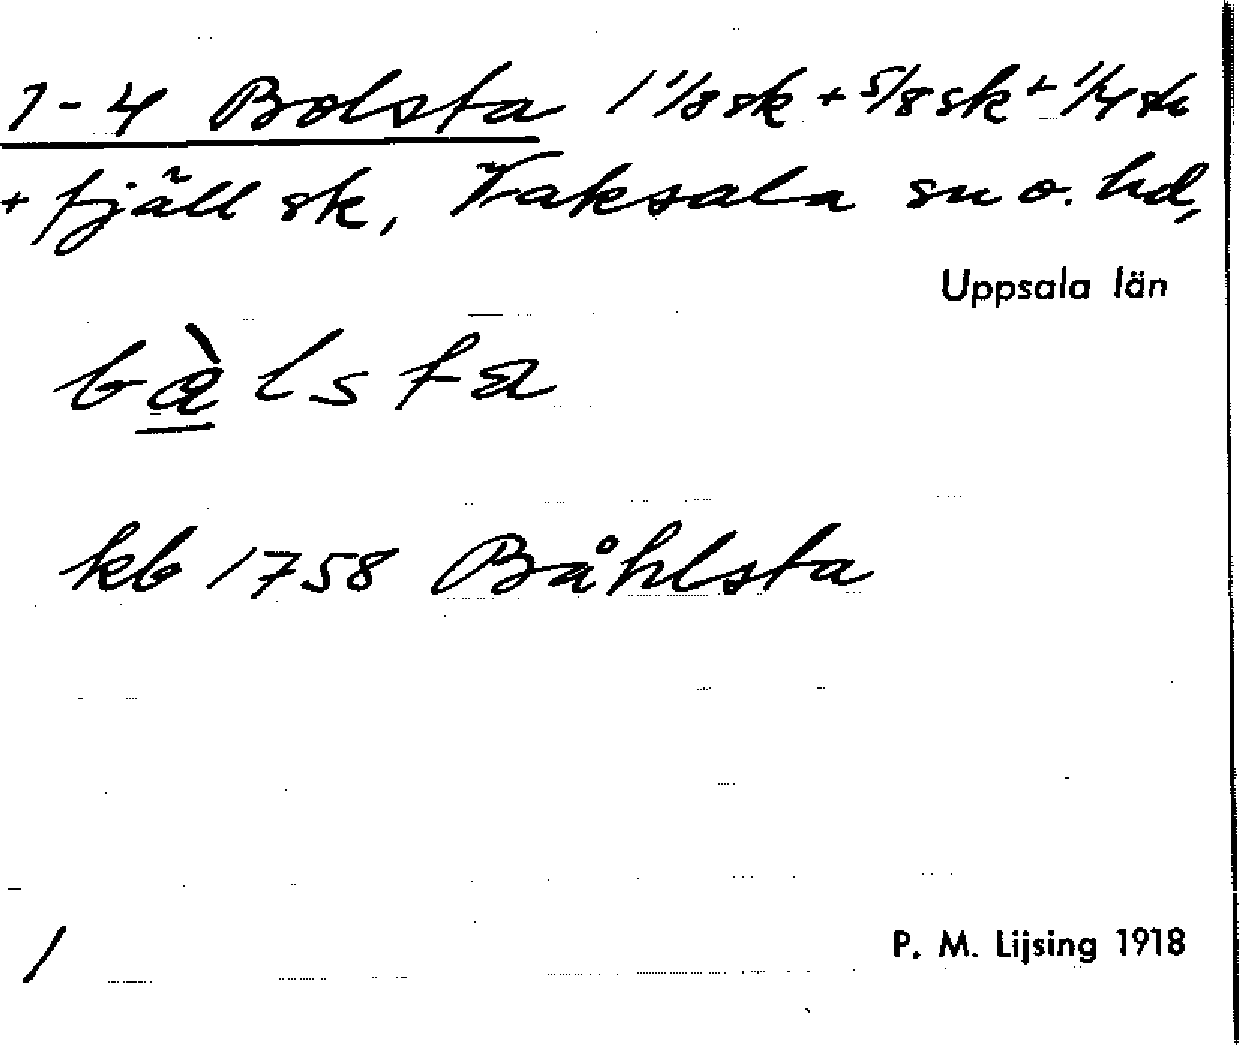 1-4 Bolsta 1 1/8 sk + 5/8 sk + 1/4 sk
+ fjäll sk, Vaksala sn o. hd,
Uppsala län
bàlsta
kb 1758 Båhlsta
/
P. M. Lijsing 1918